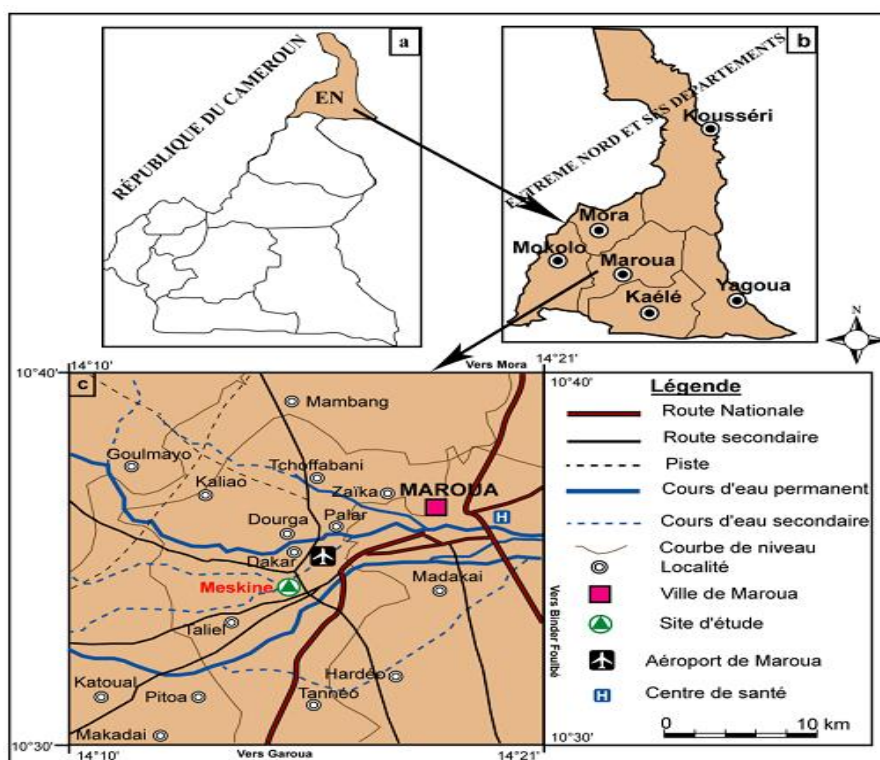 a
RÉPUBLIQUE DU CAMEROUN
EN
b
EXTREME NORD ET SES DEPARTEMENTS
Kousséri
Mora
Mokolo
Maroua
Yagoua
Kaélé
N
14°10'
Vers Mora
14°21'
10°40'
10°40'
c
Mambang
Goulmayo
Tchoffabani
Kaliao
Zaïka
MAROUA
Dourga
Palar
H
Dakar
Meskine
Madakai
Taliel
Hardéo
Katoual
Pitoa
Tannéo
Makadai
Vers Binder Foulbé
10°30'
10°30'
14°10'
Vers Garoua
14°21'
Légende
Route Nationale
Route secondaire
Piste
Cours d'eau permanent
Cours d'eau secondaire
Courbe de niveau
Localité
Ville de Maroua
Site d'étude
Aéroport de Maroua
H Centre de santé
0 10 km